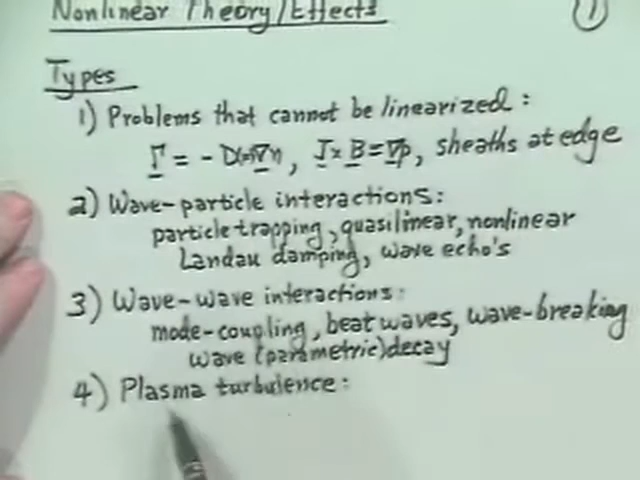 Nonlinear Theory/Effects
1
Types
1) Problems that cannot be linearized:
Γ = - D(n)∇n, J x B = ∇p, sheaths at edge
2) Wave-particle interactions:
particle trapping, quasilinear, nonlinear
Landau damping, wave echo's
3) Wave-wave interactions:
mode-coupling, beat waves, wave-breaking
wave (parametric) decay
4) Plasma turbulence: